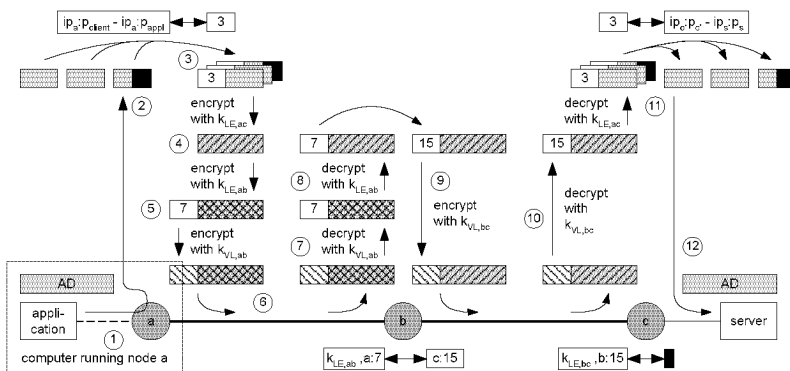 ip_a:p_client - ip_a:p_appl
3
3
ip_c:p_c' - ip_s:p_s
2
3
3
3
11
encrypt
with k_LE,ac
decrypt
with k_LE,ac
4
7
15
15
encrypt
with k_LE,ab
8
decrypt
with k_LE,ab
9
encrypt
with k_VL,bc
10
decrypt
with
k_VL,bc
5
7
7
encrypt
with k_VL,ab
7
decrypt
with k_VL,ab
12
AD
AD
6
appli-
cation
1
a
b
c
server
computer running node a
k_LE,ab ,a:7
c:15
k_LE,bc ,b:15